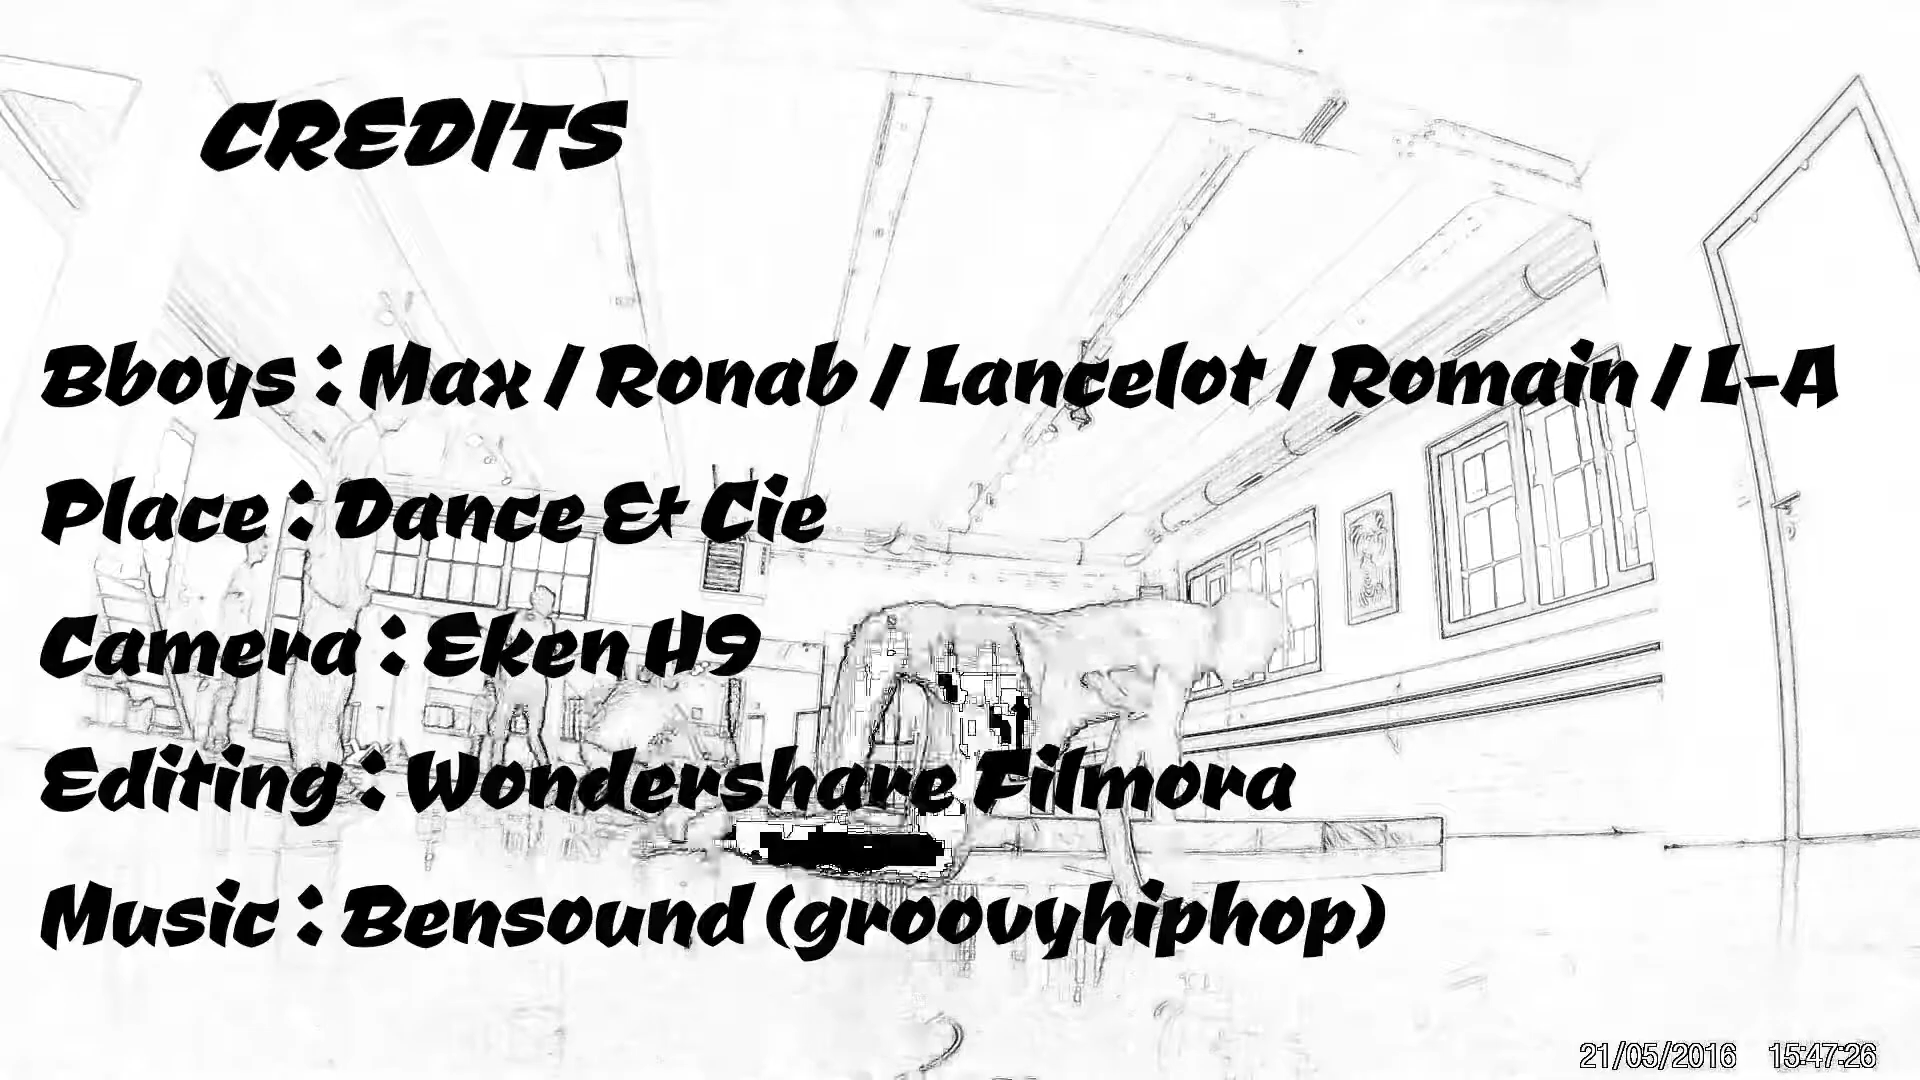 CREDITS
Bboys : Max / Ronab / Lancelot / Romain / L-A
Place : Dance & Cie
Camera : Eken H9
Editing : Wondershare Filmora
Music : Bensound (groovyhiphop)
21/05/2016 15:47:26